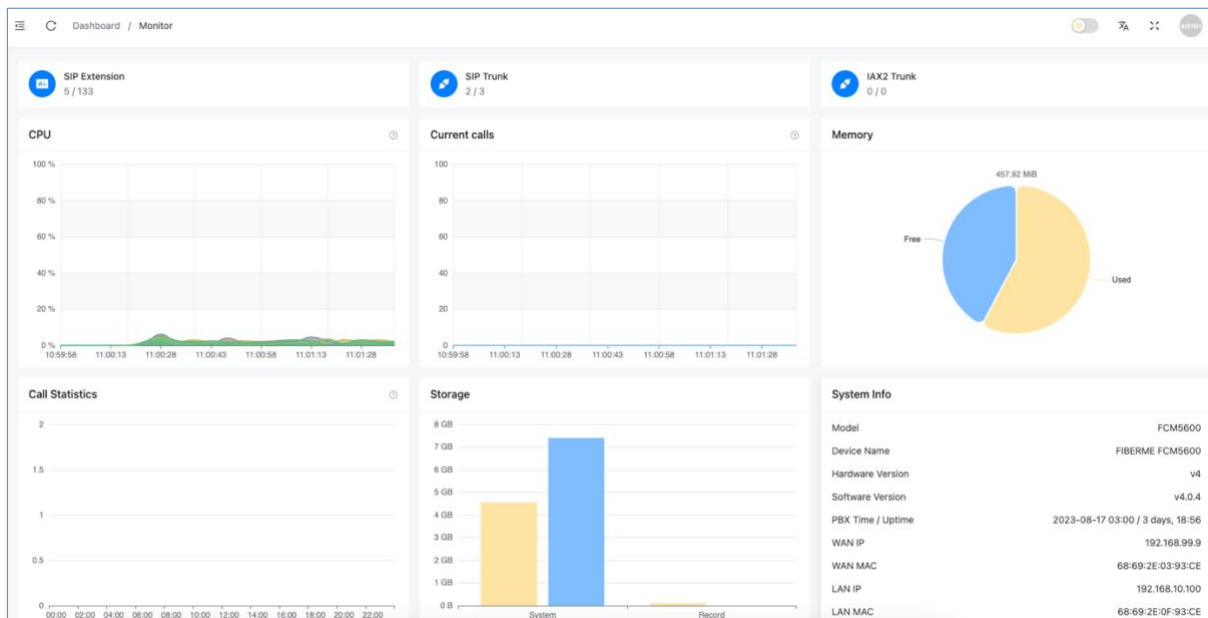 Dashboard / Monitor
admin
SIP Extension
5 / 133
SIP Trunk
2 / 3
IAX2 Trunk
0 / 0
CPU
100 %
80 %
60 %
40 %
20 %
0 %
10:59:58 11:00:13 11:00:28 11:00:43 11:00:58 11:01:13 11:01:28
Current calls
100
80
60
40
20
0
10:59:58 11:00:13 11:00:28 11:00:43 11:00:58 11:01:13 11:01:28
Memory
457.92 MiB
Free
Used
Call Statistics
2
1.5
1
0.5
0
00:00 02:00 04:00 06:00 08:00 10:00 12:00 14:00 16:00 18:00 20:00 22:00
Storage
8 GB
7 GB
6 GB
5 GB
4 GB
3 GB
2 GB
1 GB
0 B
System Record
System Info
Model FCM5600
Device Name FIBERME FCM5600
Hardware Version v4
Software Version v4.0.4
PBX Time / Uptime 2023-08-17 03:00 / 3 days, 18:56
WAN IP 192.168.99.9
WAN MAC 68:69:2E:03:93:CE
LAN IP 192.168.10.100
LAN MAC 68:69:2E:0F:93:CE